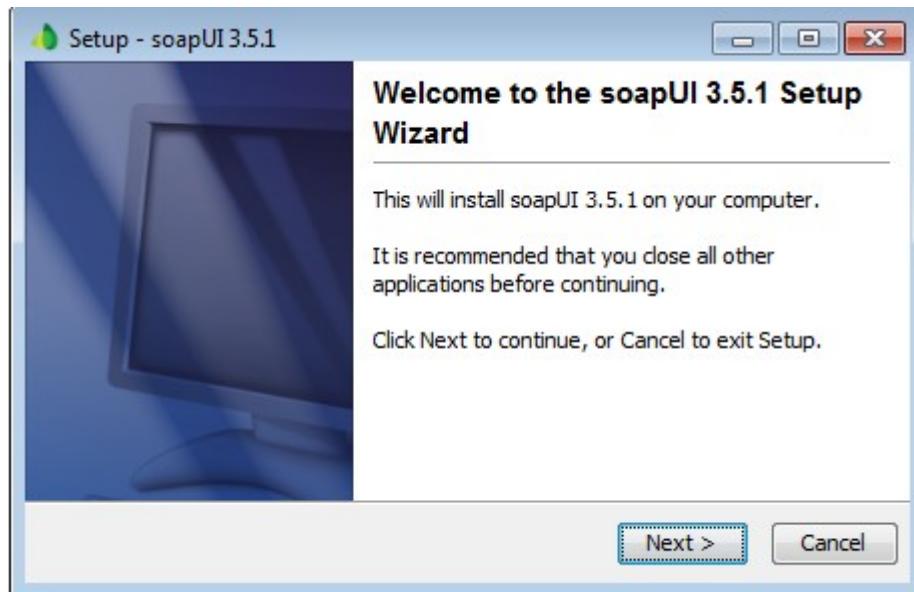 Setup - soapUI 3.5.1
Welcome to the soapUI 3.5.1 Setup
Wizard
This will install soapUI 3.5.1 on your computer.
It is recommended that you close all other
applications before continuing.
Click Next to continue, or Cancel to exit Setup.
Next >
Cancel